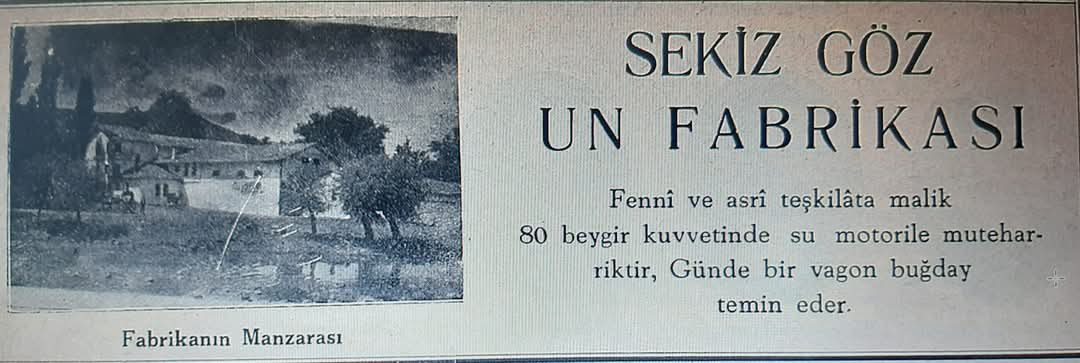 SEKİZ GÖZ
UN FABRİKASI
Fennî ve asrî teşkilâta malik
80 beygir kuvvetinde su motorile mutehar-
riktir, Günde bir vagon buğday
temin eder.
Fabrikanın Manzarası